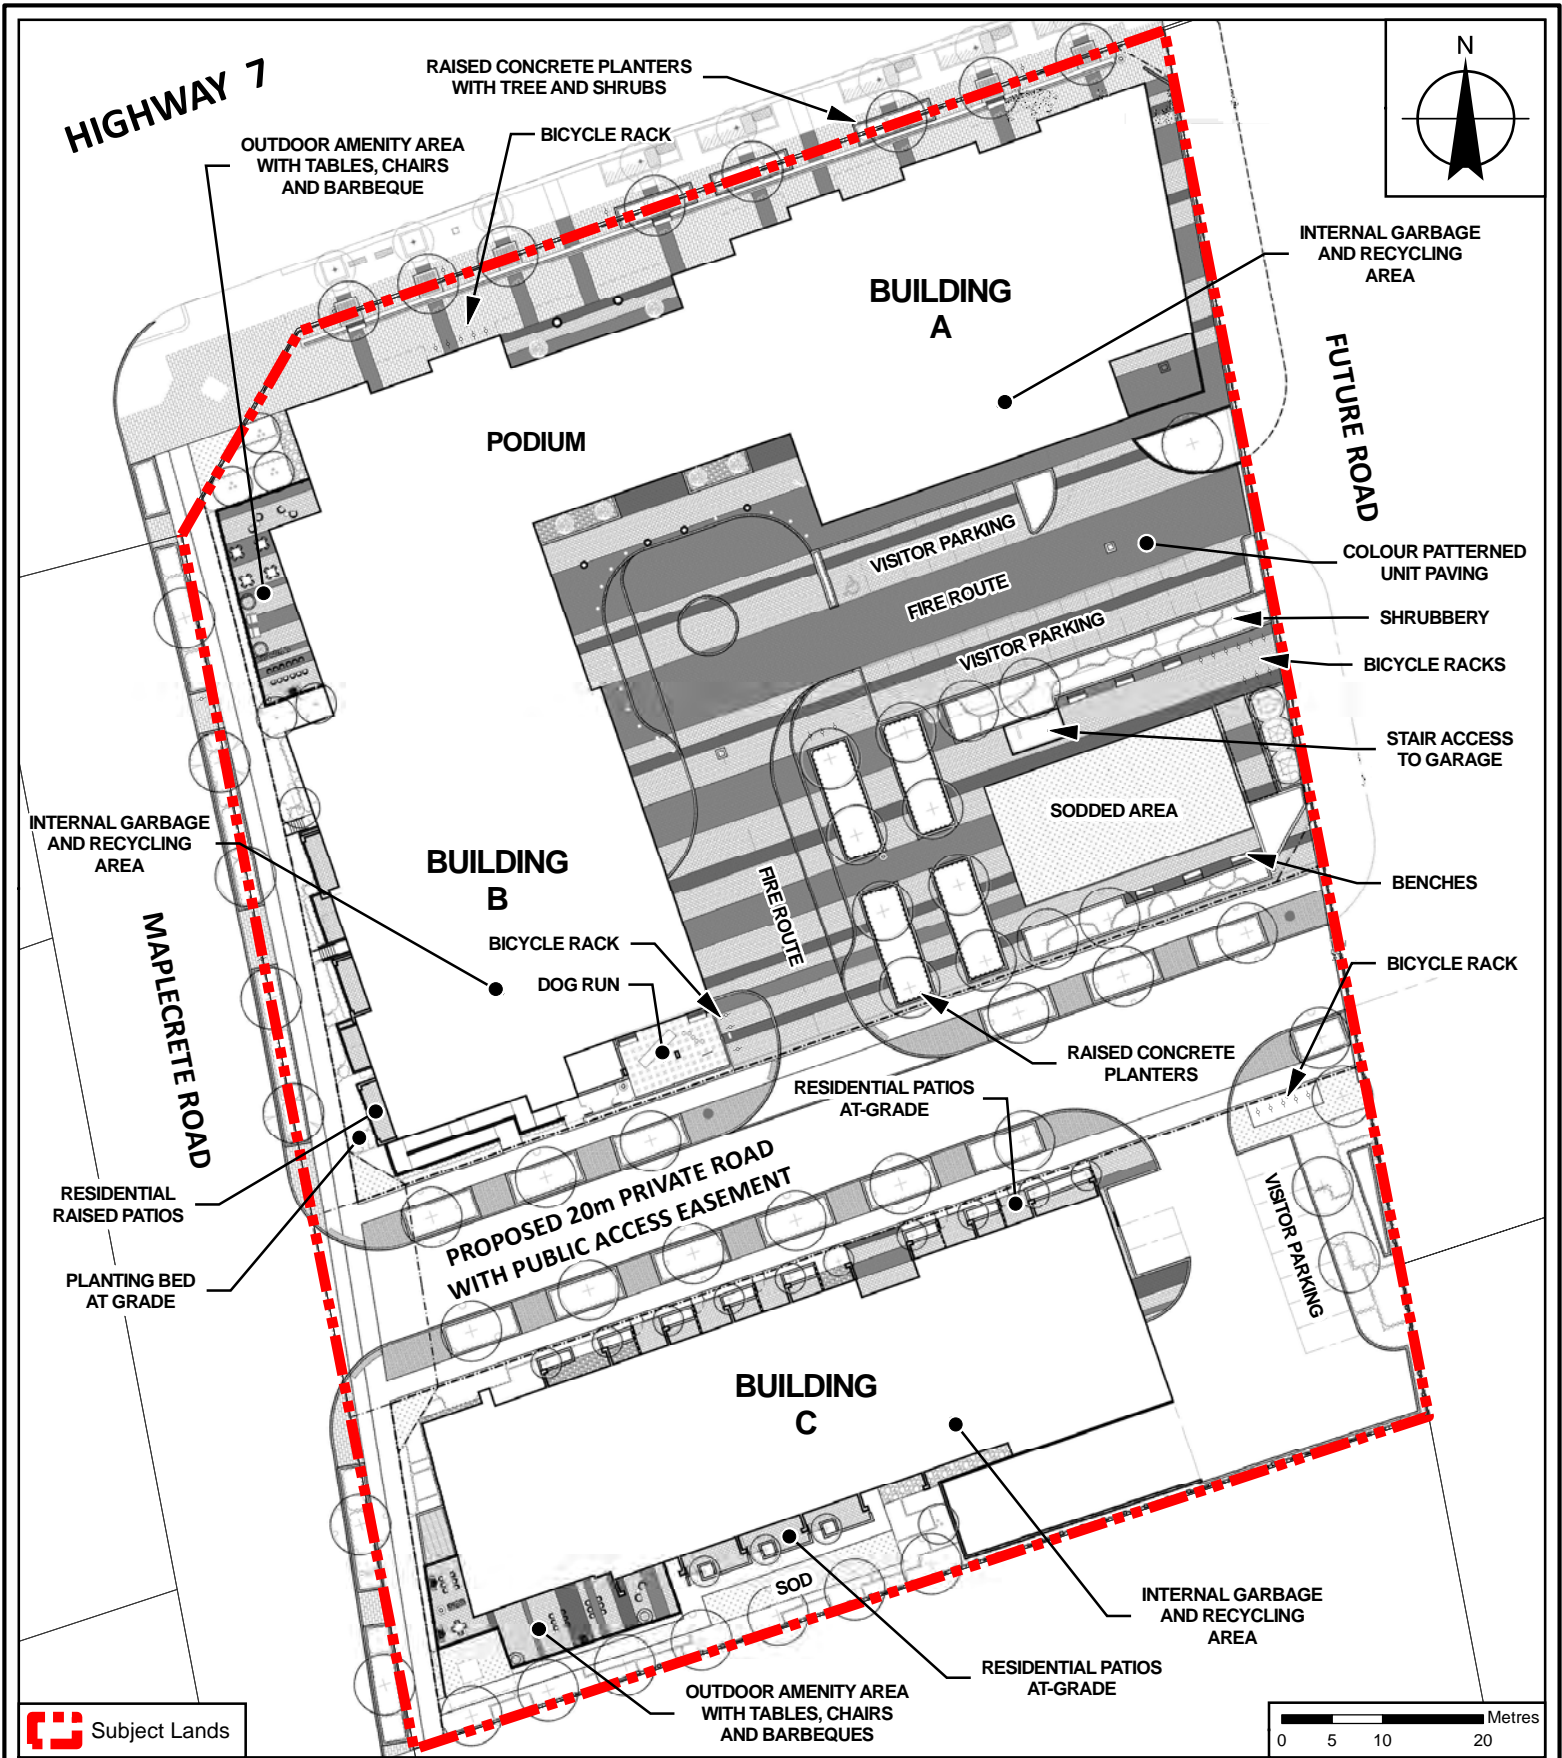 HIGHWAY 7
RAISED CONCRETE PLANTERS
WITH TREE AND SHRUBS
BICYCLE RACK
OUTDOOR AMENITY AREA
WITH TABLES, CHAIRS
AND BARBEQUE
N
INTERNAL GARBAGE
AND RECYCLING
AREA
BUILDING
A
FUTURE ROAD
PODIUM
VISITOR PARKING
FIRE ROUTE
VISITOR PARKING
COLOUR PATTERNED
UNIT PAVING
SHRUBBERY
BICYCLE RACKS
STAIR ACCESS
TO GARAGE
SODDED AREA
INTERNAL GARBAGE
AND RECYCLING
AREA
BUILDING
B
FIRE ROUTE
BENCHES
MAPLECRETE ROAD
BICYCLE RACK
DOG RUN
BICYCLE RACK
RAISED CONCRETE
PLANTERS
RESIDENTIAL PATIOS
AT-GRADE
RESIDENTIAL
RAISED PATIOS
PROPOSED 20m PRIVATE ROAD
WITH PUBLIC ACCESS EASEMENT
VISITOR PARKING
PLANTING BED
AT GRADE
BUILDING
C
SOD
INTERNAL GARBAGE
AND RECYCLING
AREA
RESIDENTIAL PATIOS
AT-GRADE
OUTDOOR AMENITY AREA
WITH TABLES, CHAIRS
AND BARBEQUES
Subject Lands
Metres
0 5 10 20